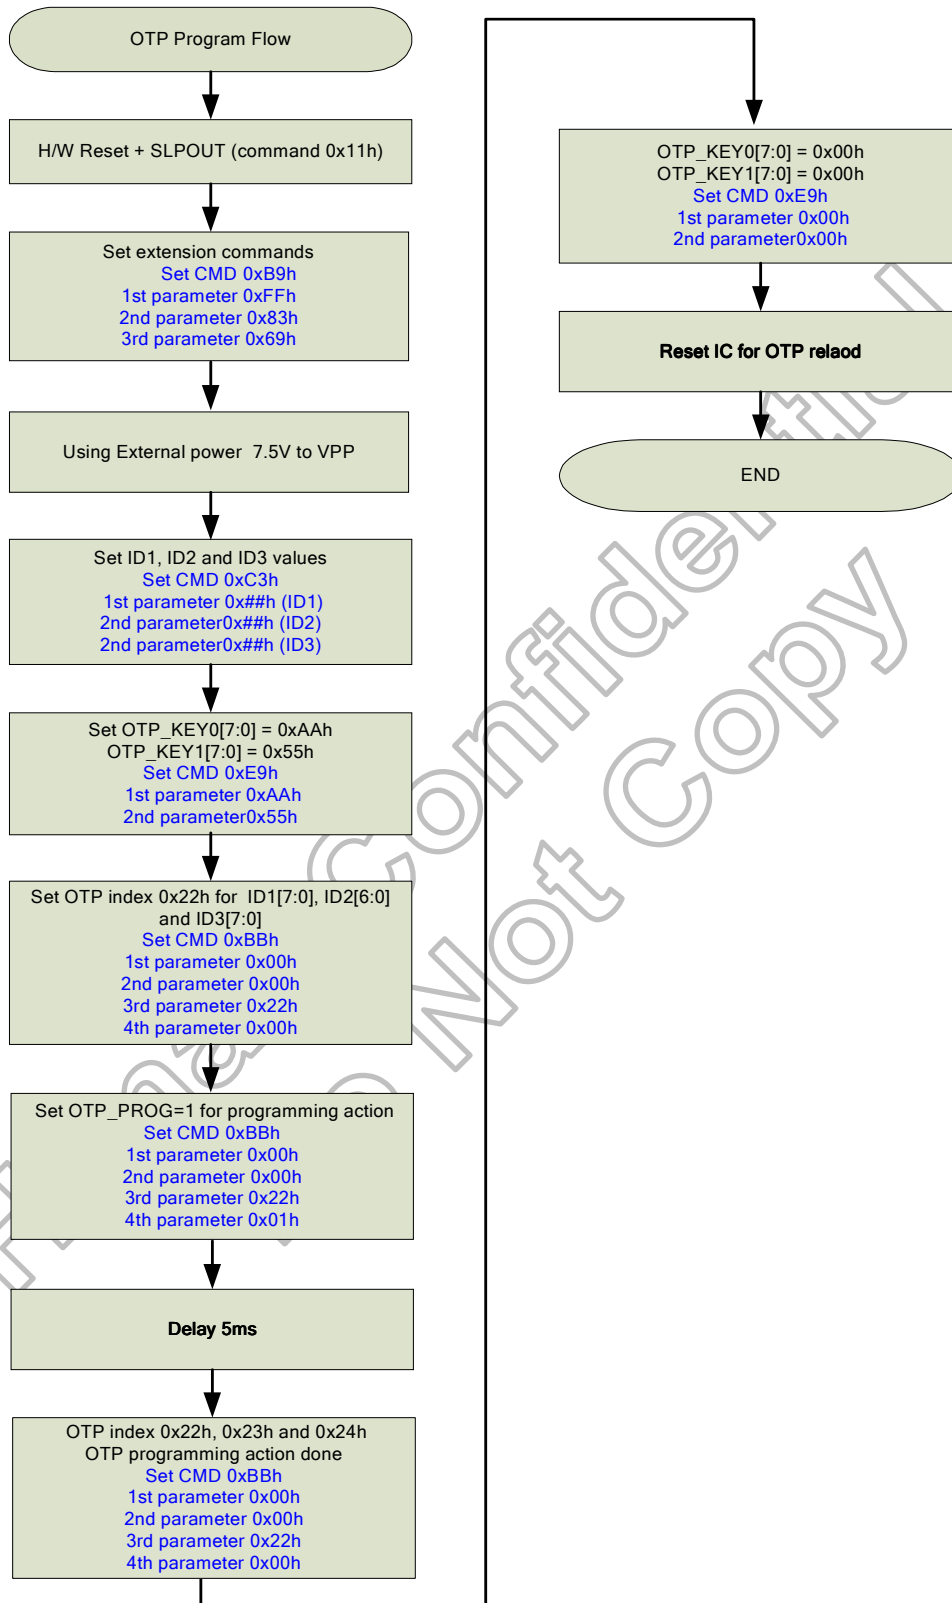 OTP Program Flow
H/W Reset + SLPOUT (command 0x11h)
Set extension commands
Set CMD 0xB9h
1st parameter 0xFFh
2nd parameter 0x83h
3rd parameter 0x69h
Using External power 7.5V to VPP
Set ID1, ID2 and ID3 values
Set CMD 0xC3h
1st parameter 0x##h (ID1)
2nd parameter0x##h (ID2)
2nd parameter0x##h (ID3)
Set OTP_KEY0[7:0] = 0xAAh
OTP_KEY1[7:0] = 0x55h
Set CMD 0xE9h
1st parameter 0xAAh
2nd parameter0x55h
Set OTP index 0x22h for ID1[7:0], ID2[6:0]
and ID3[7:0]
Set CMD 0xBBh
1st parameter 0x00h
2nd parameter 0x00h
3rd parameter 0x22h
4th parameter 0x00h
Set OTP_PROG=1 for programming action
Set CMD 0xBBh
1st parameter 0x00h
2nd parameter 0x00h
3rd parameter 0x22h
4th parameter 0x01h
Delay 5ms
OTP index 0x22h, 0x23h and 0x24h
OTP programming action done
Set CMD 0xBBh
1st parameter 0x00h
2nd parameter 0x00h
3rd parameter 0x22h
4th parameter 0x00h
OTP_KEY0[7:0] = 0x00h
OTP_KEY1[7:0] = 0x00h
Set CMD 0xE9h
1st parameter 0x00h
2nd parameter0x00h
Reset IC for OTP relaod
END
Confidential
Not Copy